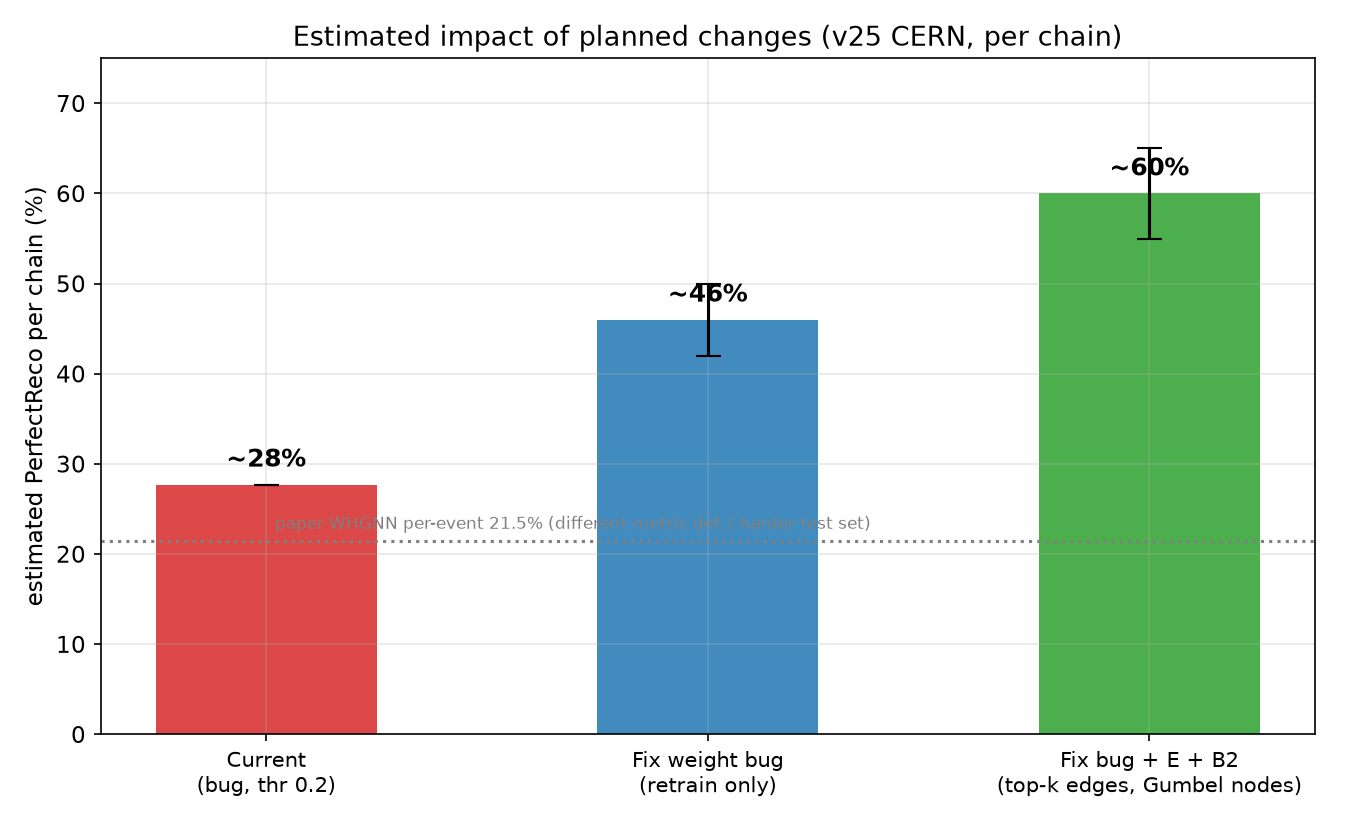 Estimated impact of planned changes (v25 CERN, per chain)
estimated PerfectReco per chain (%)
70
60
50
40
30
20
10
0
~28%
~46%
~60%
paper WHGNN per-event 21.5% (different metric def. / harder test set)
Current
(bug, thr 0.2)
Fix weight bug
(retrain only)
Fix bug + E + B2
(top-k edges, Gumbel nodes)